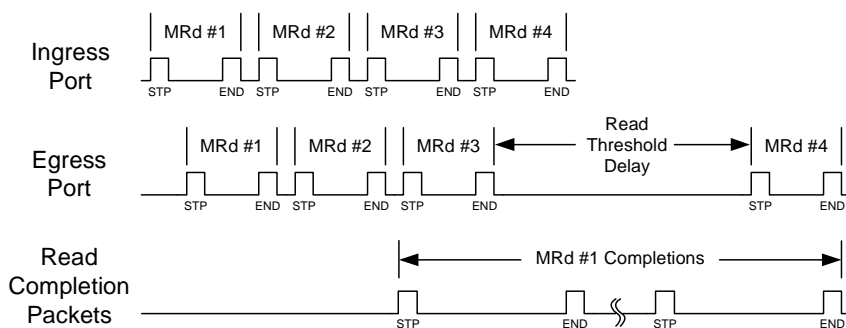 MRd #1 MRd #2 MRd #3 MRd #4
Ingress
Port
STP END STP END STP END STP END
MRd #1 MRd #2 MRd #3 Read
Threshold
Delay MRd #4
Egress
Port
STP END STP END STP END STP END
Read
Completion
Packets
MRd #1 Completions
STP END STP END